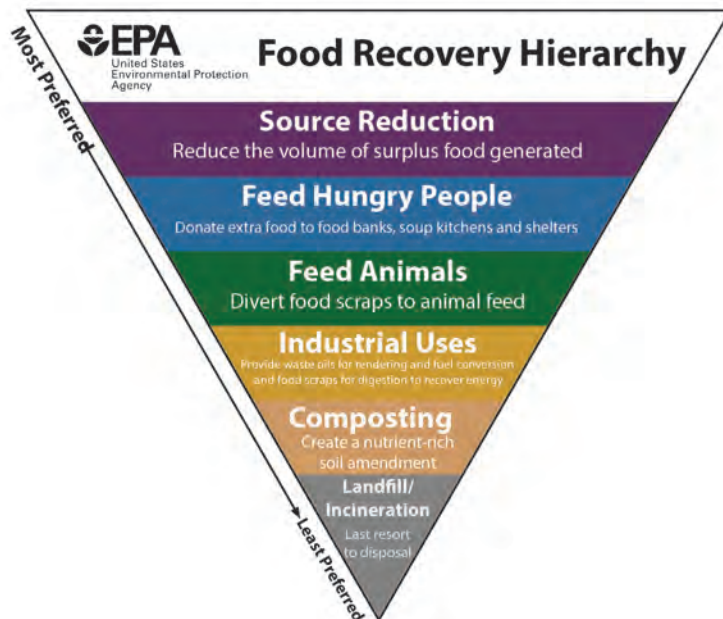 EPA
United States
Environmental Protection
Agency
Food Recovery Hierarchy
Most Preferred
Source Reduction
Reduce the volume of surplus food generated
Feed Hungry People
Donate extra food to food banks, soup kitchens and shelters
Feed Animals
Divert food scraps to animal feed
Industrial Uses
Provide waste oils for rendering and fuel conversion
and food scraps for digestion to recover energy
Composting
Create a nutrient-rich
soil amendment
Landfill/
Incineration
Last resort
to disposal
Least Preferred